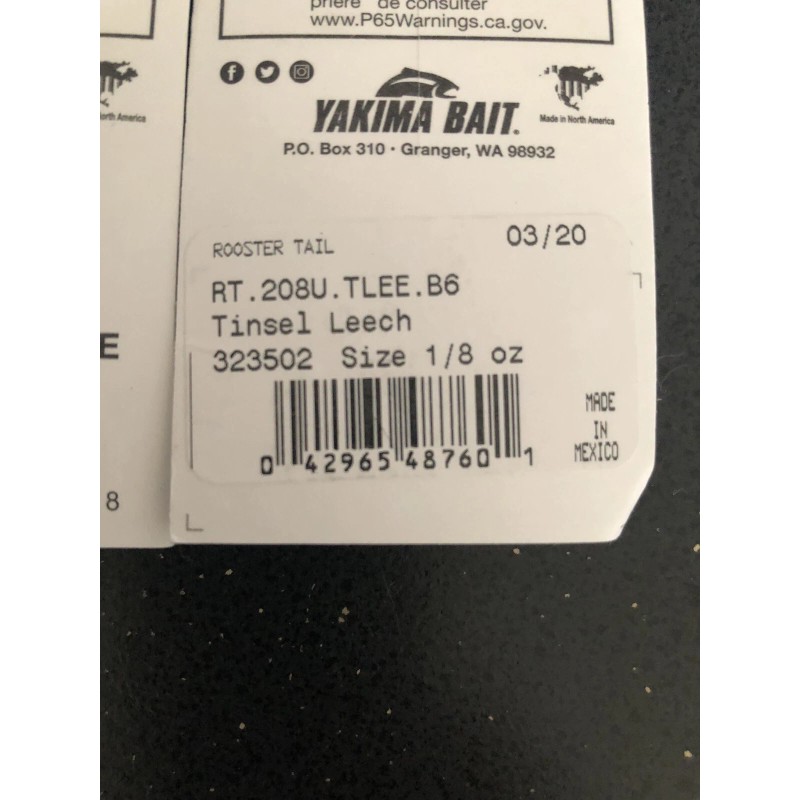 prière de consulter
www.P65Warnings.ca.gov.
orth America
YAKIMA BAIT.
Made in North America
P.O. Box 310 · Granger, WA 98932
ROOSTER TAIL 03/20
RT.208U.TLEE.B6
Tinsel Leech
323502 Size 1/8 oz
E
MADE
IN
MEXICO
0 42965 48760 1
8